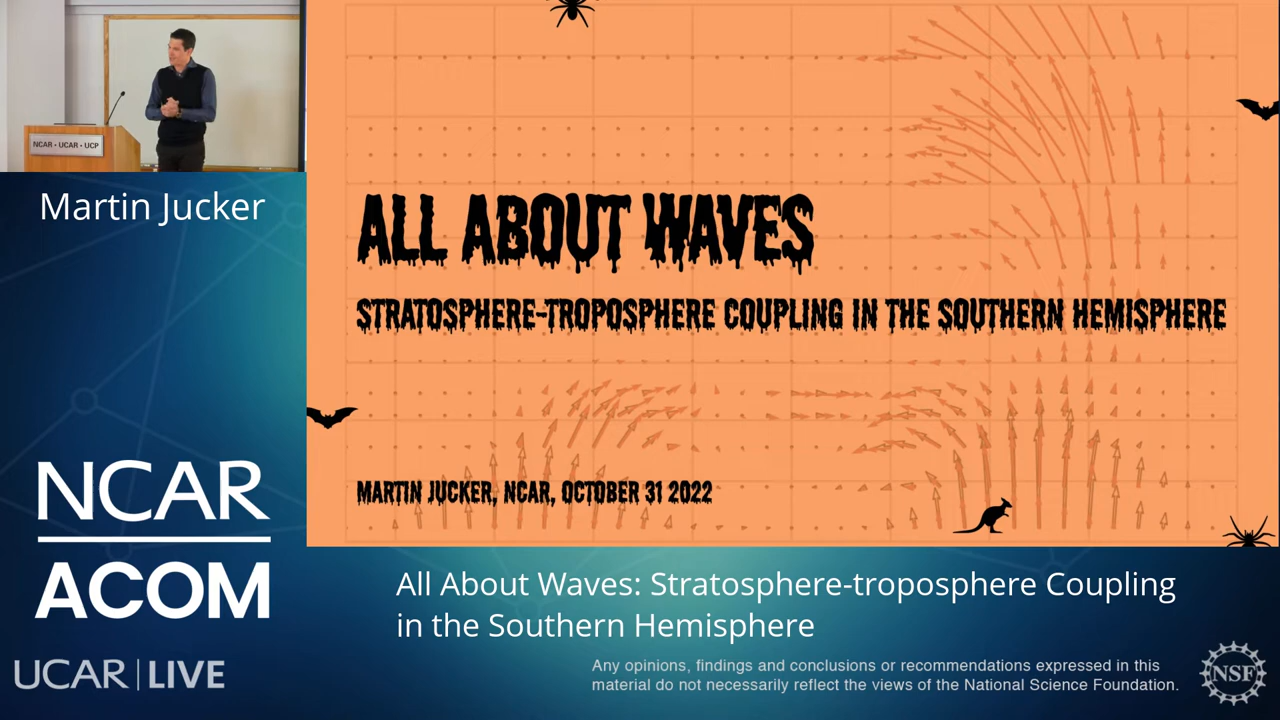 NCAR • UCAR • UCP
Martin Jucker
ALL ABOUT WAVES
STRATOSPHERE-TROPOSPHERE COUPLING IN THE SOUTHERN HEMISPHERE
MARTIN JUCKER, NCAR, OCTOBER 31 2022
NCAR
ACOM
UCAR | LIVE
All About Waves: Stratosphere-troposphere Coupling
in the Southern Hemisphere
Any opinions, findings and conclusions or recommendations expressed in this
material do not necessarily reflect the views of the National Science Foundation.
NSF